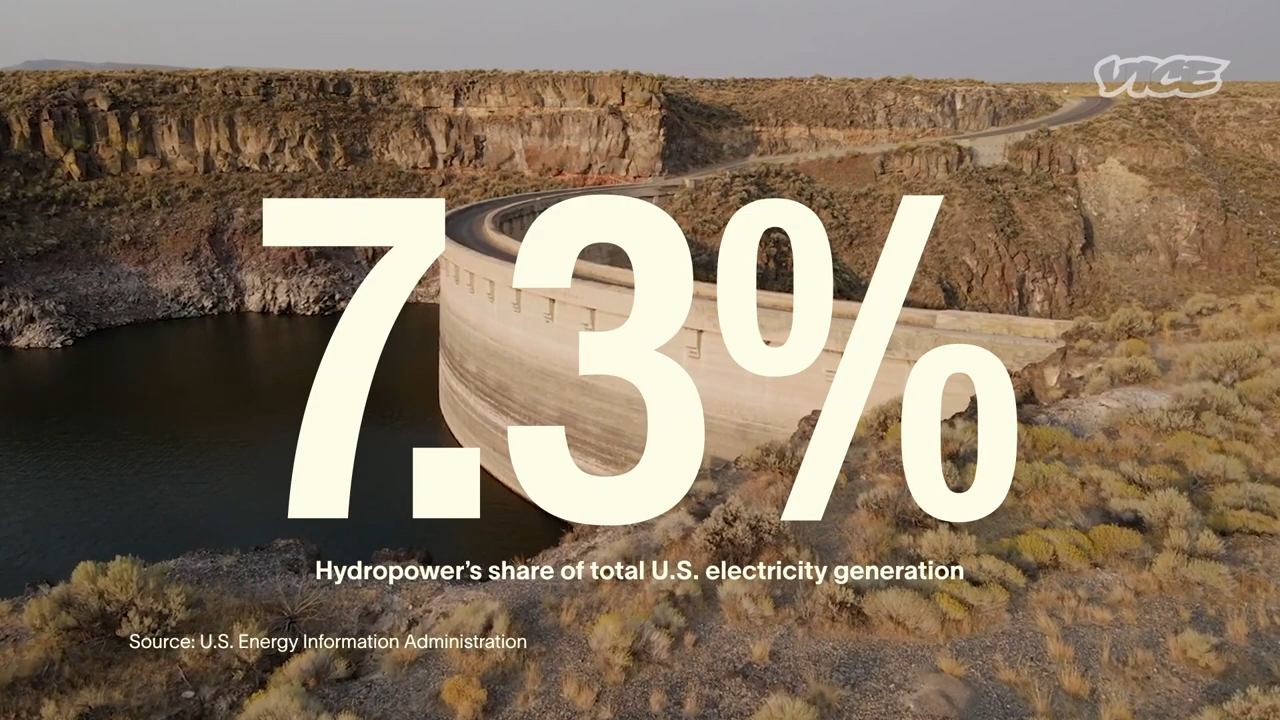 VICE
7.3%
Hydropower's share of total U.S. electricity generation
Source: U.S. Energy Information Administration